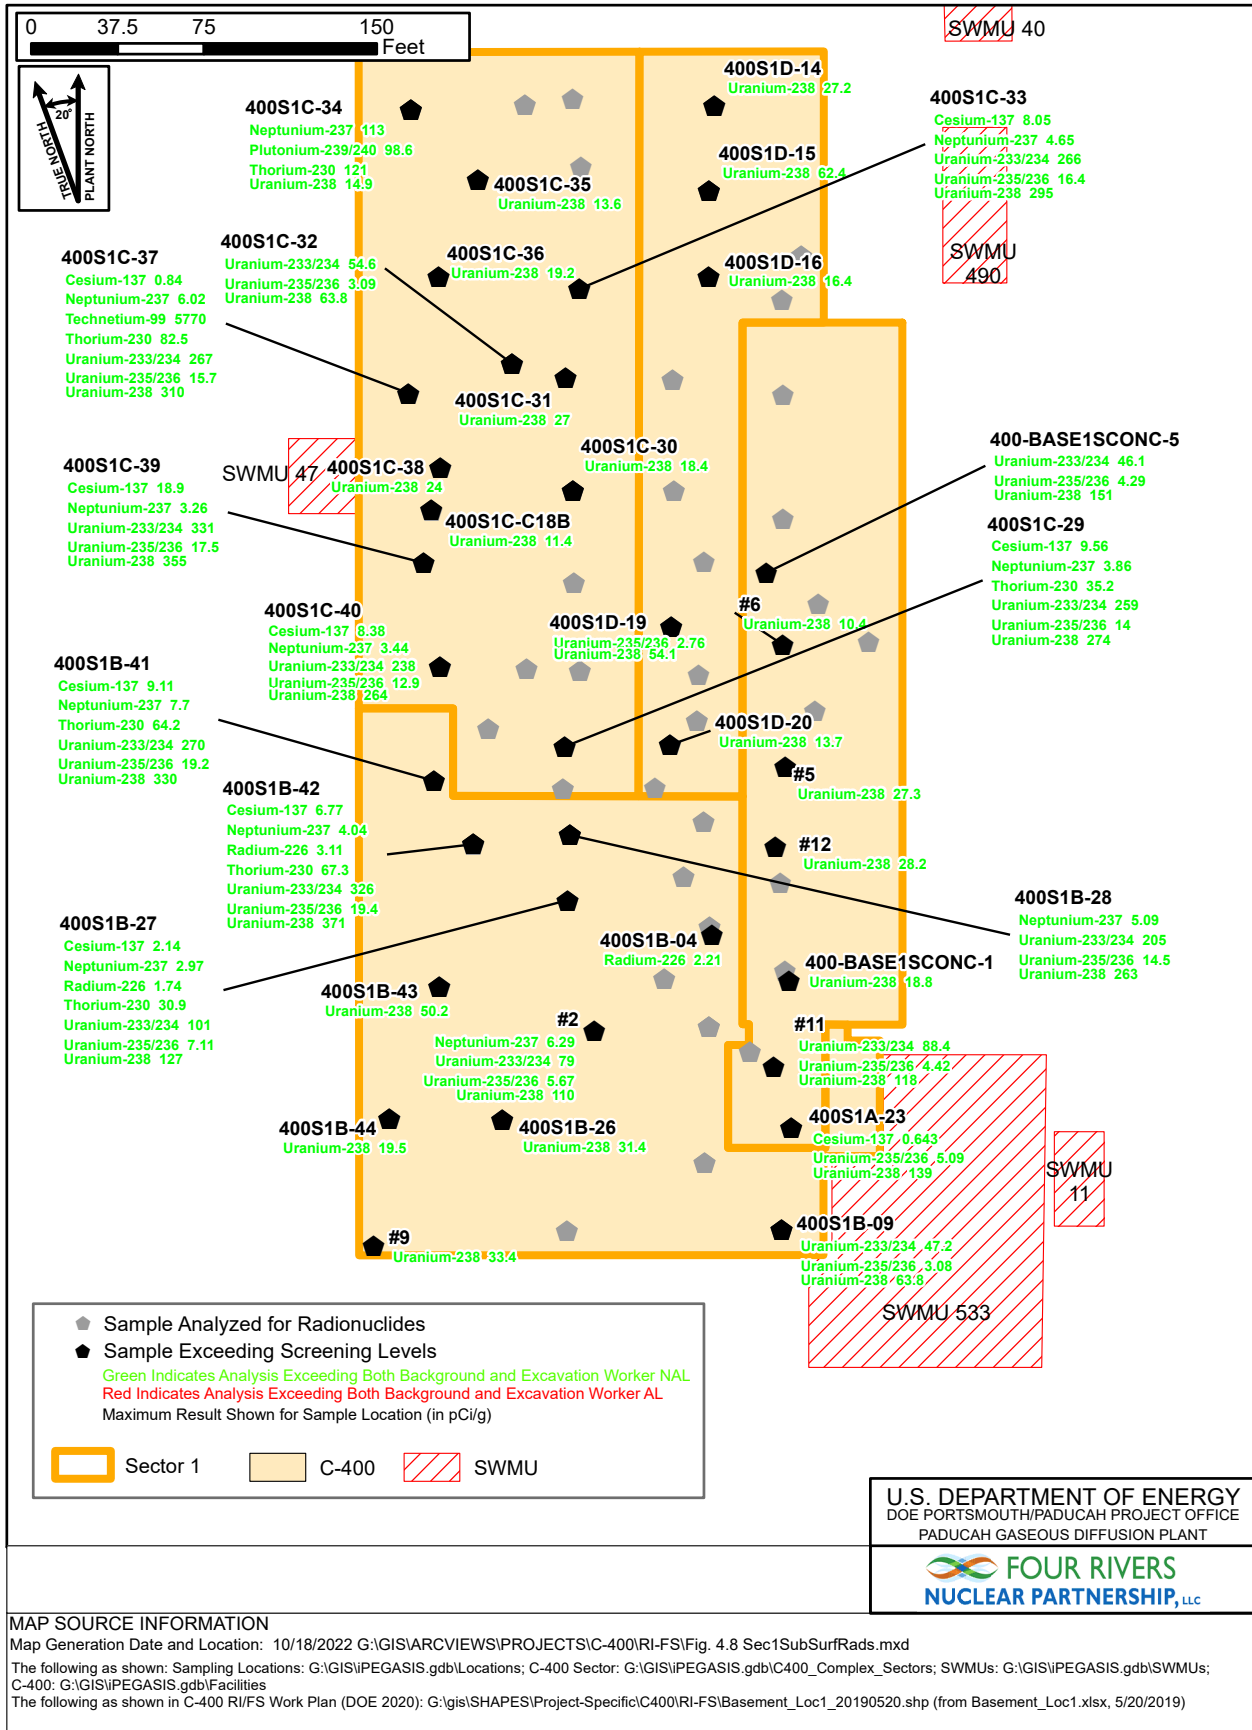 0 37.5 75 150
Feet
20°
TRUE NORTH
PLANT NORTH
SWMU 40
400S1D-14
Uranium-238 27.2
400S1C-34
Neptunium-237 113
Plutonium-239/240 98.6
Thorium-230 121
Uranium-238 14.9
400S1C-33
Cesium-137 8.05
Neptunium-237 4.65
Uranium-233/234 266
Uranium-235/236 16.4
Uranium-238 295
400S1D-15
Uranium-238 62.4
400S1C-35
Uranium-238 13.6
SWMU
490
400S1C-37
Cesium-137 0.84
Neptunium-237 6.02
Technetium-99 5770
Thorium-230 82.5
Uranium-233/234 267
Uranium-235/236 15.7
Uranium-238 310
400S1C-32
Uranium-233/234 54.6
Uranium-235/236 3.09
Uranium-238 63.8
400S1C-36
Uranium-238 19.2
400S1D-16
Uranium-238 16.4
400S1C-31
Uranium-238 27
400S1C-30
Uranium-238 18.4
SWMU 47
400S1C-38
Uranium-238 24
400S1C-C18B
Uranium-238 11.4
400S1C-39
Cesium-137 18.9
Neptunium-237 3.26
Uranium-233/234 331
Uranium-235/236 17.5
Uranium-238 355
400-BASE1SCONC-5
Uranium-233/234 46.1
Uranium-235/236 4.29
Uranium-238 151
400S1C-29
Cesium-137 9.56
Neptunium-237 3.86
Thorium-230 35.2
Uranium-233/234 259
Uranium-235/236 14
Uranium-238 274
400S1C-40
Cesium-137 8.38
Neptunium-237 3.44
Uranium-233/234 238
Uranium-235/236 12.9
Uranium-238 264
400S1D-19
Uranium-235/236 2.76
Uranium-238 54.1
#6
Uranium-238 10.4
400S1B-41
Cesium-137 9.11
Neptunium-237 7.7
Thorium-230 64.2
Uranium-233/234 270
Uranium-235/236 19.2
Uranium-238 330
400S1D-20
Uranium-238 13.7
#5
Uranium-238 27.3
400S1B-42
Cesium-137 6.77
Neptunium-237 4.04
Radium-226 3.11
Thorium-230 67.3
Uranium-233/234 326
Uranium-235/236 19.4
Uranium-238 371
#12
Uranium-238 28.2
400S1B-28
Neptunium-237 5.09
Uranium-233/234 205
Uranium-235/236 14.5
Uranium-238 263
400S1B-27
Cesium-137 2.14
Neptunium-237 2.97
Radium-226 1.74
Thorium-230 30.9
Uranium-233/234 101
Uranium-235/236 7.11
Uranium-238 127
400S1B-04
Radium-226 2.21
400-BASE1SCONC-1
Uranium-238 18.8
400S1B-43
Uranium-238 50.2
#2
Neptunium-237 6.29
Uranium-233/234 79
Uranium-235/236 5.67
Uranium-238 110
#11
Uranium-233/234 88.4
Uranium-235/236 4.42
Uranium-238 118
400S1B-44
Uranium-238 19.5
400S1B-26
Uranium-238 31.4
400S1A-23
Cesium-137 0.643
Uranium-235/236 5.09
Uranium-238 139
SWMU
11
#9
Uranium-238 33.4
400S1B-09
Uranium-233/234 47.2
Uranium-235/236 3.08
Uranium-238 63.8
SWMU 533
Sample Analyzed for Radionuclides
Sample Exceeding Screening Levels
Green Indicates Analysis Exceeding Both Background and Excavation Worker NAL
Red Indicates Analysis Exceeding Both Background and Excavation Worker AL
Maximum Result Shown for Sample Location (in pCi/g)
Sector 1 C-400 SWMU
U.S. DEPARTMENT OF ENERGY
DOE PORTSMOUTH/PADUCAH PROJECT OFFICE
PADUCAH GASEOUS DIFFUSION PLANT
FOUR RIVERS
NUCLEAR PARTNERSHIP, LLC
MAP SOURCE INFORMATION
Map Generation Date and Location: 10/18/2022 G:\GIS\ARCVIEWS\PROJECTS\C-400\RI-FS\Fig. 4.8 Sec1SubSurfRads.mxd
The following as shown: Sampling Locations: G:\GIS\iPEGASIS.gdb\Locations; C-400 Sector: G:\GIS\iPEGASIS.gdb\C400_Complex_Sectors; SWMUs: G:\GIS\iPEGASIS.gdb\SWMUs;
C-400: G:\GIS\iPEGASIS.gdb\Facilities
The following as shown in C-400 RI/FS Work Plan (DOE 2020): G:\gis\SHAPES\Project-Specific\C400\RI-FS\Basement_Loc1_20190520.shp (from Basement_Loc1.xlsx, 5/20/2019)